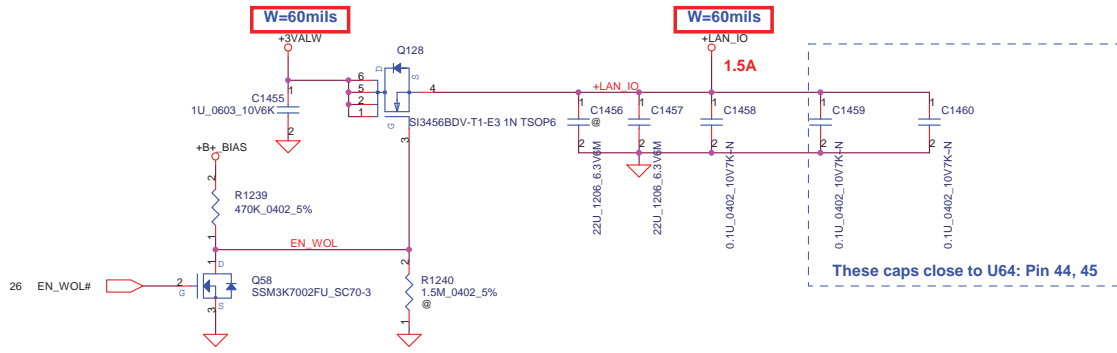 W=60mils
W=60mils
+3VALW
Q128
+LAN_IO
1.5A
D
S
6
5
2
1
4
+LAN_IO
G
SI3456BDV-T1-E3 1N TSOP6
3
1
C1455
1U_0603_10V6K
2
1
C1456
@
2
22U_1206_6.3V6M
1
C1457
2
22U_1206_6.3V6M
1
C1458
2
0.1U_0402_10V7K~N
1
C1459
2
0.1U_0402_10V7K~N
1
C1460
2
0.1U_0402_10V7K~N
+B+_BIAS
2
R1239
470K_0402_5%
1
EN_WOL
1
D
26 EN_WOL#
2
G
S
3
Q58
SSM3K7002FU_SC70-3
2
R1240
1.5M_0402_5%
@
1
These caps close to U64: Pin 44, 45